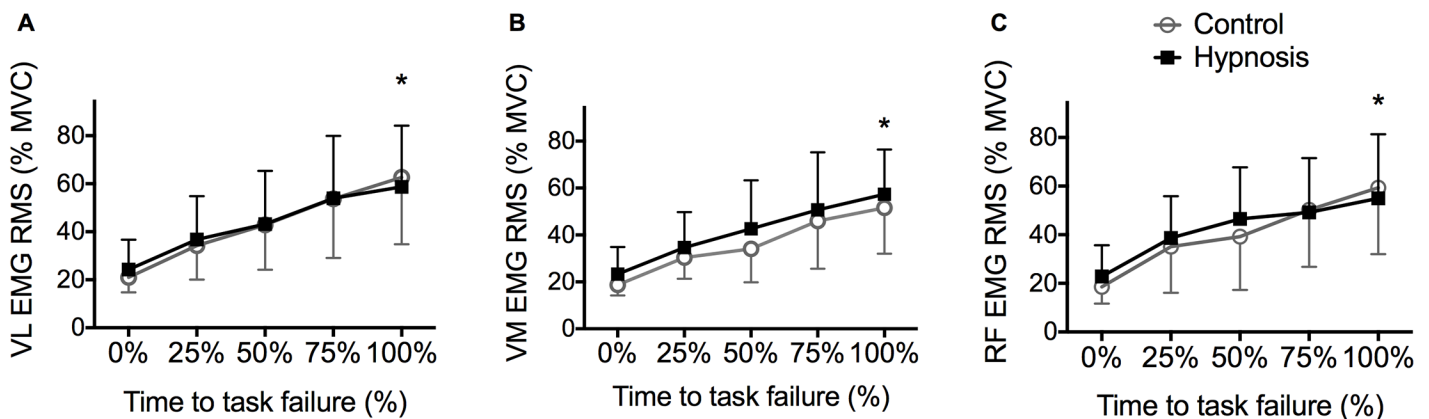 A
VL EMG RMS (% MVC)
80
60
40
20
0
*
0% 25% 50% 75% 100%
Time to task failure (%)
B
VM EMG RMS (% MVC)
80
60
40
20
0
*
0% 25% 50% 75% 100%
Time to task failure (%)
C
Control
Hypnosis
RF EMG RMS (% MVC)
80
60
40
20
0
*
0% 25% 50% 75% 100%
Time to task failure (%)